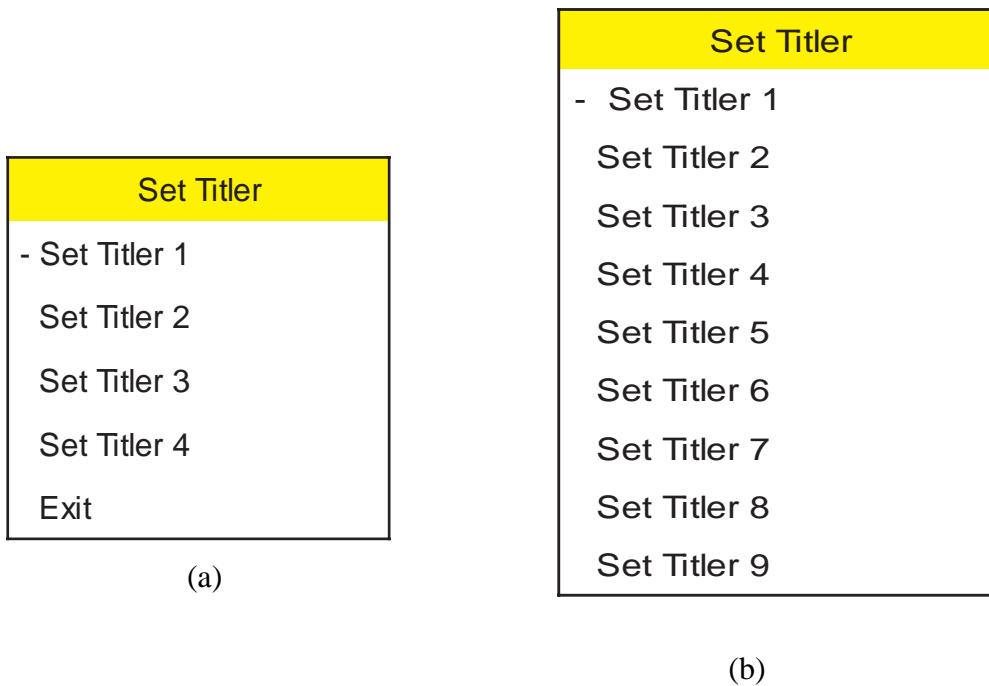 Set Titler
- Set Titler 1
Set Titler 2
Set Titler 3
Set Titler 4
Exit
(a)
Set Titler
- Set Titler 1
Set Titler 2
Set Titler 3
Set Titler 4
Set Titler 5
Set Titler 6
Set Titler 7
Set Titler 8
Set Titler 9
(b)